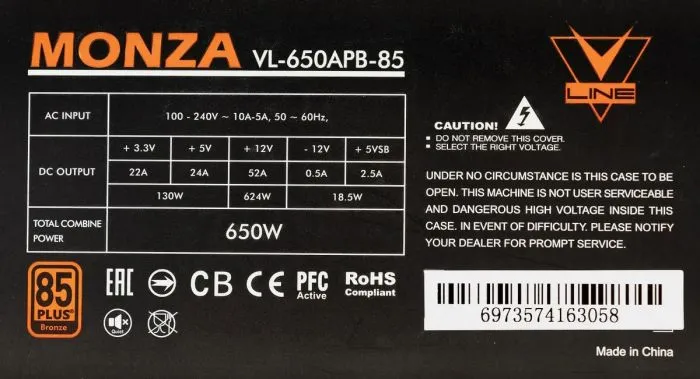 MONZA VL-650APB-85
V LINE
AC INPUT 100 - 240V ~ 10A-5A, 50 ~ 60Hz,
DC OUTPUT + 3.3V + 5V + 12V - 12V + 5VSB
22A 24A 52A 0.5A 2.5A
130W 624W 18.5W
TOTAL COMBINE POWER 650W
CAUTION!
DO NOT REMOVE THIS COVER.
SELECT THE RIGHT VOLTAGE.
UNDER NO CIRCUMSTANCE IS THIS CASE TO BE
OPEN. THIS MACHINE IS NOT USER SERVICEABLE
AND DANGEROUS HIGH VOLTAGE INSIDE THIS
CASE. IN EVENT OF DIFFICULTY. PLEASE NOTIFY
YOUR DEALER FOR PROMPT SERVICE.
85
PLUS
Bronze
EAC CB CE PFC Active RoHS Compliant
Quiet
6973574163058
Made in China